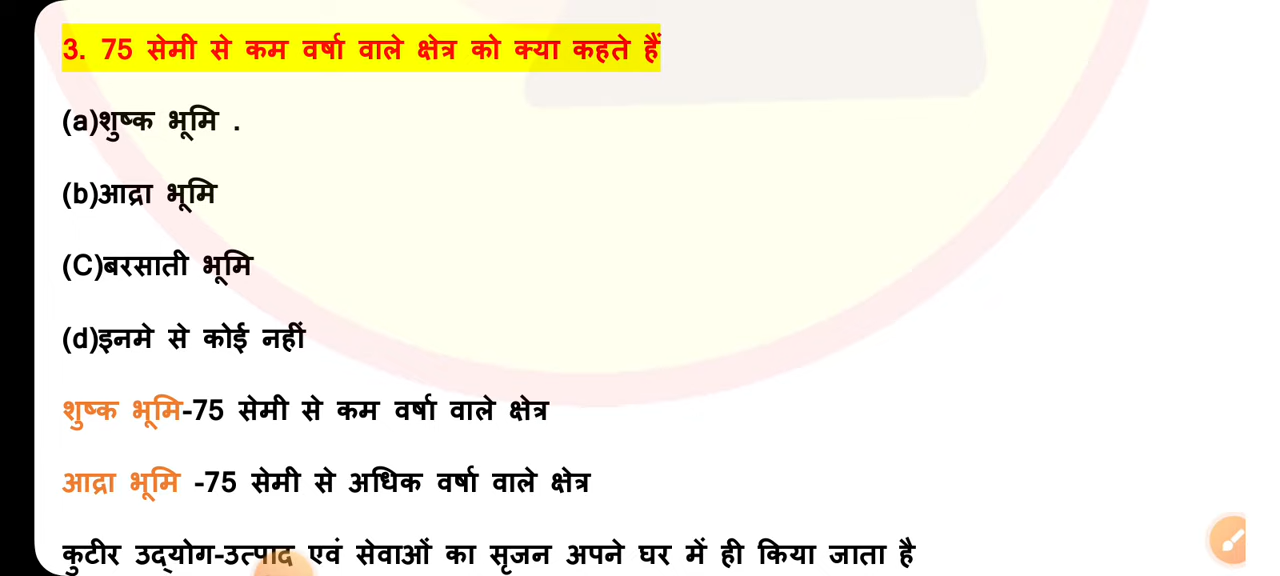 3. 75 सेमी से कम वर्षा वाले क्षेत्र को क्या कहते हैं
(a)शुष्क भूमि .
(b)आद्रा भूमि
(C)बरसाती भूमि
(d)इनमे से कोई नहीं
शुष्क भूमि-75 सेमी से कम वर्षा वाले क्षेत्र
आद्रा भूमि -75 सेमी से अधिक वर्षा वाले क्षेत्र
कुटीर उद्योग-उत्पाद एवं सेवाओं का सृजन अपने घर में ही किया जाता है